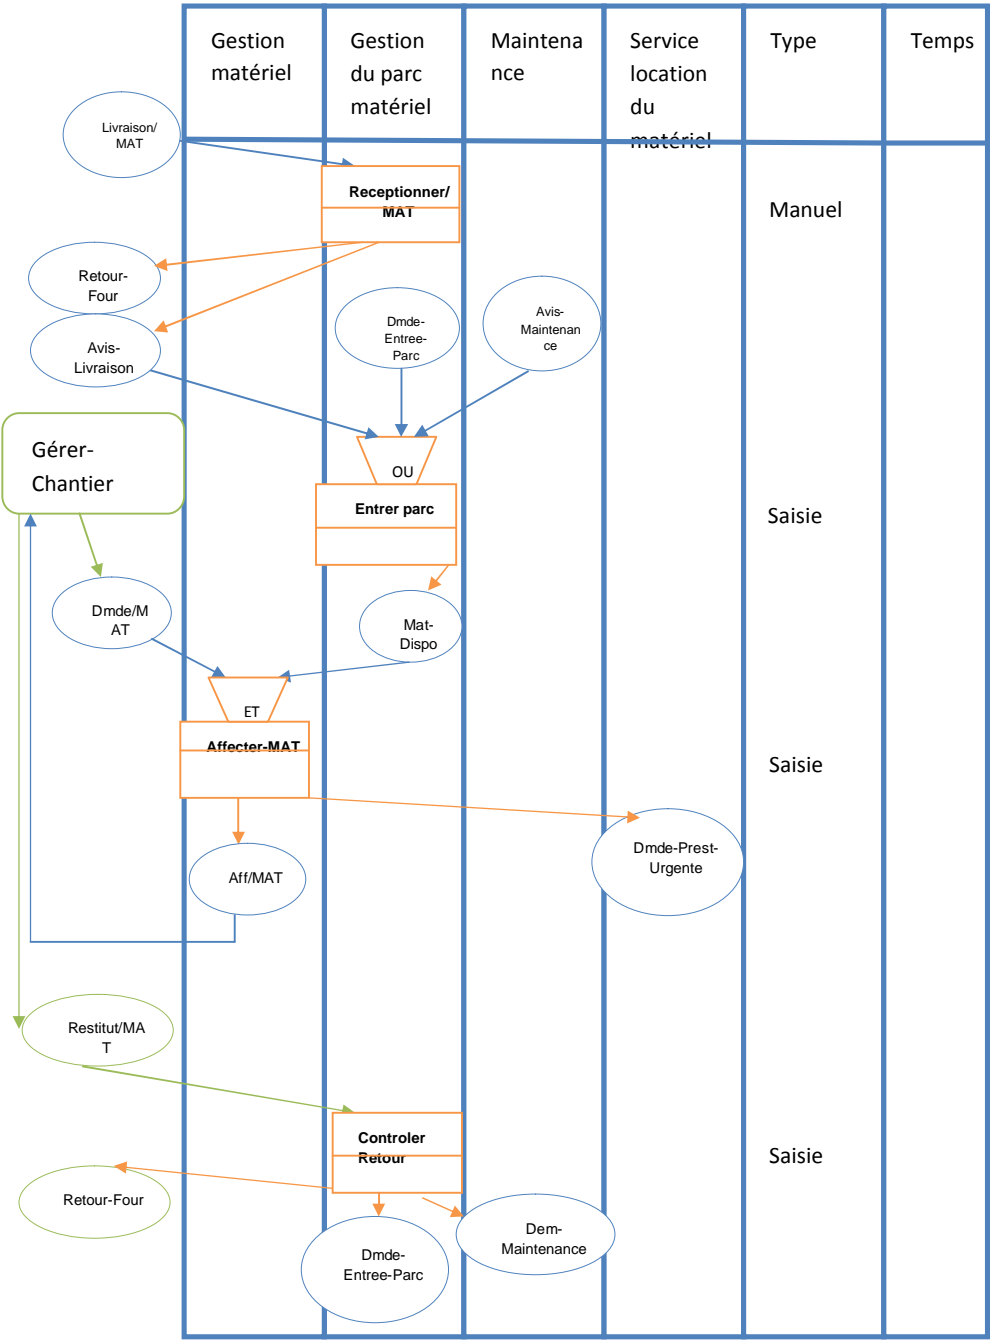 Gestion
matériel
Gestion
du parc
matériel
Maintena
nce
Service
location
du
matériel
Type
Temps
Livraison/
MAT
Receptionner/
MAT
Manuel
Retour-
Four
Avis-
Livraison
Dmde-
Entree-
Parc
Avis-
Maintenan
ce
Gérer-
Chantier
OU
Entrer parc
Saisie
Dmde/M
AT
Mat-
Dispo
ET
Affecter-MAT
Saisie
Aff/MAT
Dmde-Prest-
Urgente
Restitut/MA
T
Controler
Retour
Saisie
Retour-Four
Dmde-
Entree-Parc
Dem-
Maintenance